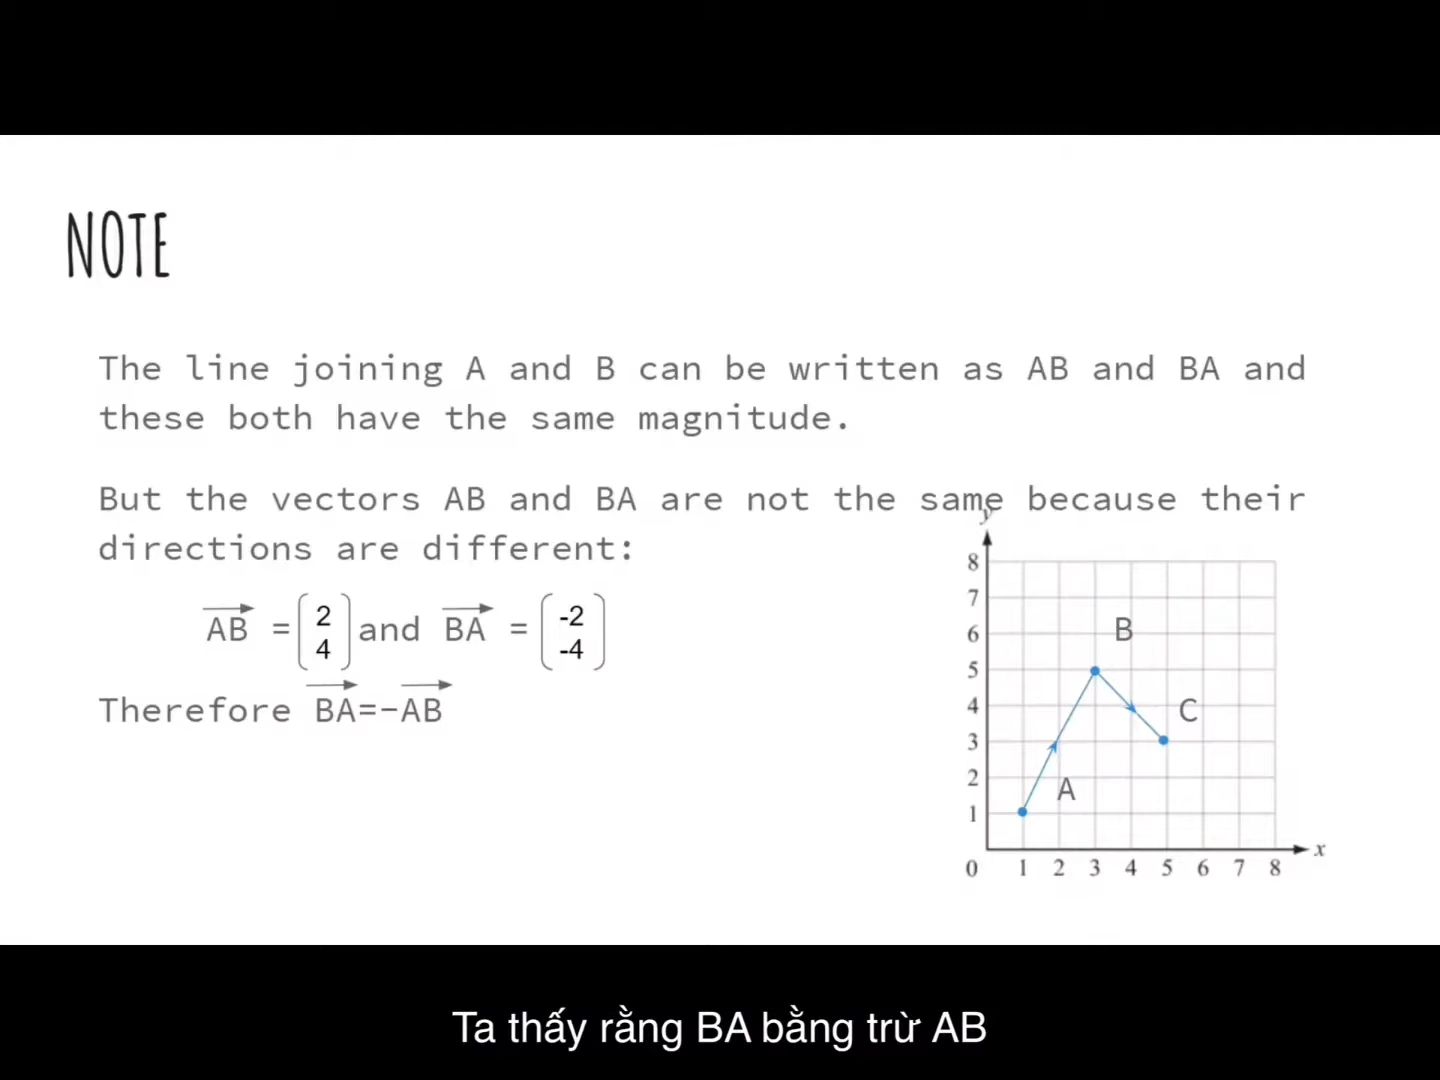 NOTE
The line joining A and B can be written as AB and BA and
these both have the same magnitude.
But the vectors AB and BA are not the same because their
directions are different:
AB = (2 4) and BA = (-2 -4)
Therefore BA=-AB
y
8
7
6
5
4
3
2
1
B
C
A
0 1 2 3 4 5 6 7 8 x
Ta thấy rằng BA bằng trừ AB